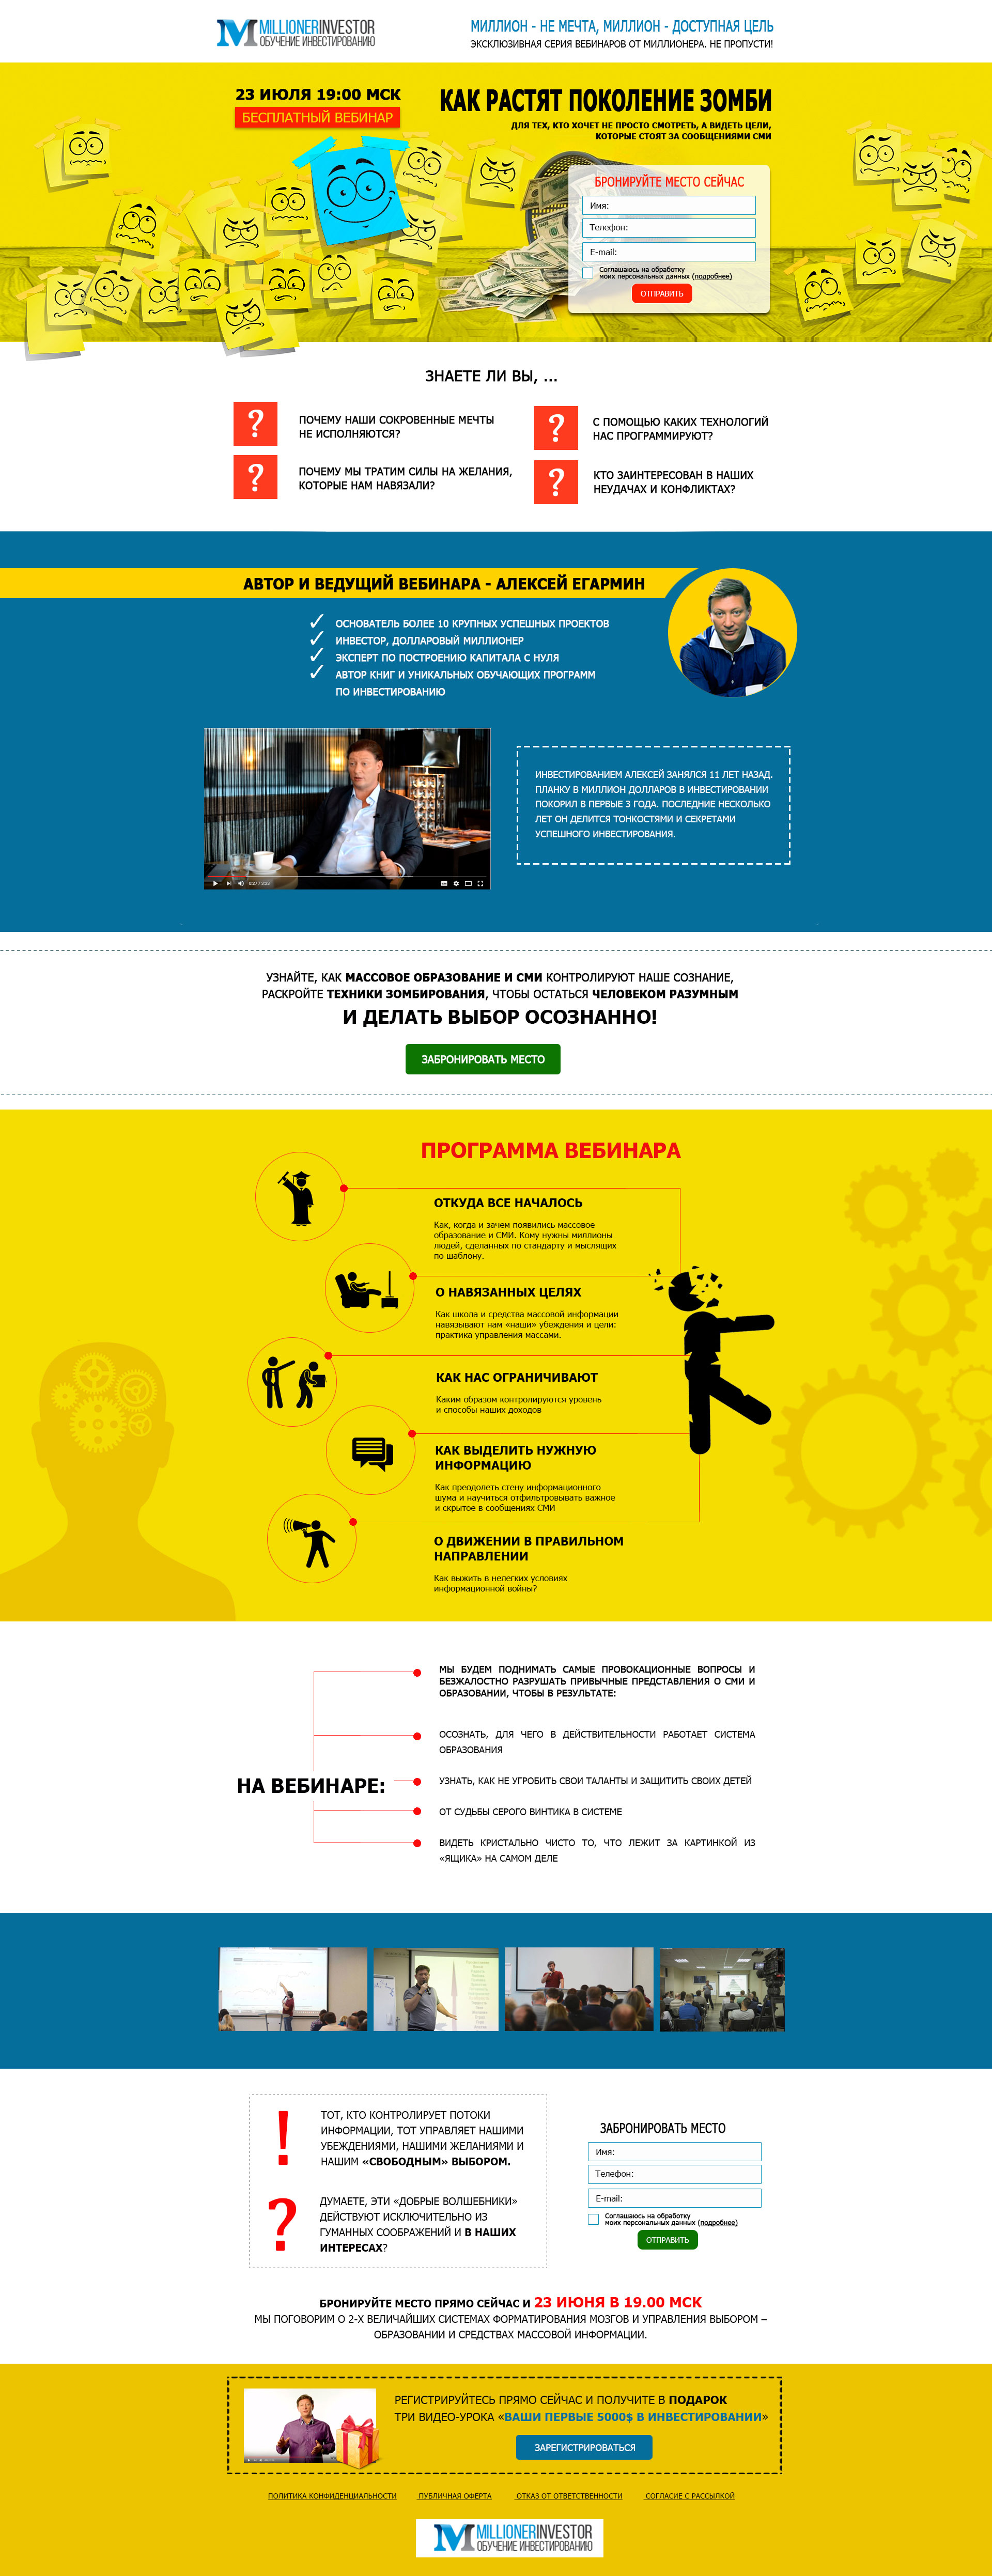 MILLIONERINVESTOR
ОБУЧЕНИЕ ИНВЕСТИРОВАНИЮ
МИЛЛИОН - НЕ МЕЧТА, МИЛЛИОН - ДОСТУПНАЯ ЦЕЛЬ
ЭКСКЛЮЗИВНАЯ СЕРИЯ ВЕБИНАРОВ ОТ МИЛЛИОНЕРА. НЕ ПРОПУСТИ!
23 ИЮЛЯ 19:00 МСК
БЕСПЛАТНЫЙ ВЕБИНАР
КАК РАСТЯТ ПОКОЛЕНИЕ ЗОМБИ
ДЛЯ ТЕХ, КТО ХОЧЕТ НЕ ПРОСТО СМОТРЕТЬ, А ВИДЕТЬ ЦЕЛИ,
КОТОРЫЕ СТОЯТ ЗА СООБЩЕНИЯМИ СМИ
БРОНИРУЙТЕ МЕСТО СЕЙЧАС
Имя:
Телефон:
E-mail:
Соглашаюсь на обработку
моих персональных данных (подробнее)
ОТПРАВИТЬ
ЗНАЕТЕ ЛИ ВЫ, ...
?
ПОЧЕМУ НАШИ СОКРОВЕННЫЕ МЕЧТЫ
НЕ ИСПОЛНЯЮТСЯ?
?
С ПОМОЩЬЮ КАКИХ ТЕХНОЛОГИЙ
НАС ПРОГРАММИРУЮТ?
?
ПОЧЕМУ МЫ ТРАТИМ СИЛЫ НА ЖЕЛАНИЯ,
КОТОРЫЕ НАМ НАВЯЗАЛИ?
?
КТО ЗАИНТЕРЕСОВАН В НАШИХ
НЕУДАЧАХ И КОНФЛИКТАХ?
АВТОР И ВЕДУЩИЙ ВЕБИНАРА - АЛЕКСЕЙ ЕГАРМИН
ОСНОВАТЕЛЬ БОЛЕЕ 10 КРУПНЫХ УСПЕШНЫХ ПРОЕКТОВ
ИНВЕСТОР, ДОЛЛАРОВЫЙ МИЛЛИОНЕР
ЭКСПЕРТ ПО ПОСТРОЕНИЮ КАПИТАЛА С НУЛЯ
АВТОР КНИГ И УНИКАЛЬНЫХ ОБУЧАЮЩИХ ПРОГРАММ
ПО ИНВЕСТИРОВАНИЮ
ИНВЕСТИРОВАНИЕМ АЛЕКСЕЙ ЗАНЯЛСЯ 11 ЛЕТ НАЗАД.
ПЛАНКУ В МИЛЛИОН ДОЛЛАРОВ В ИНВЕСТИРОВАНИИ
ПОКОРИЛ В ПЕРВЫЕ 3 ГОДА. ПОСЛЕДНИЕ НЕСКОЛЬКО
ЛЕТ ОН ДЕЛИТСЯ ТОНКОСТЯМИ И СЕКРЕТАМИ
УСПЕШНОГО ИНВЕСТИРОВАНИЯ.
УЗНАЙТЕ, КАК МАССОВОЕ ОБРАЗОВАНИЕ И СМИ КОНТРОЛИРУЮТ НАШЕ СОЗНАНИЕ,
РАСКРОЙТЕ ТЕХНИКИ ЗОМБИРОВАНИЯ, ЧТОБЫ ОСТАТЬСЯ ЧЕЛОВЕКОМ РАЗУМНЫМ
И ДЕЛАТЬ ВЫБОР ОСОЗНАННО!
ЗАБРОНИРОВАТЬ МЕСТО
ПРОГРАММА ВЕБИНАРА
ОТКУДА ВСЕ НАЧАЛОСЬ
Как, когда и зачем появились массовое
образование и СМИ. Кому нужны миллионы
людей, сделанных по стандарту и мыслящих
по шаблону.
О НАВЯЗАННЫХ ЦЕЛЯХ
Как школа и средства массовой информации
навязывают нам «наши» убеждения и цели:
практика управления массами.
КАК НАС ОГРАНИЧИВАЮТ
Каким образом контролируются уровень
и способы наших доходов
КАК ВЫДЕЛИТЬ НУЖНУЮ
ИНФОРМАЦИЮ
Как преодолеть стену информационного
шума и научиться отфильтровывать важное
и скрытое в сообщениях СМИ
О ДВИЖЕНИИ В ПРАВИЛЬНОМ
НАПРАВЛЕНИИ
Как выжить в нелегких условиях
информационной войны?
НА ВЕБИНАРЕ:
МЫ БУДЕМ ПОДНИМАТЬ САМЫЕ ПРОВОКАЦИОННЫЕ ВОПРОСЫ И
БЕЗЖАЛОСТНО РАЗРУШАТЬ ПРИВЫЧНЫЕ ПРЕДСТАВЛЕНИЯ О СМИ И
ОБРАЗОВАНИИ, ЧТОБЫ В РЕЗУЛЬТАТЕ:
ОСОЗНАТЬ, ДЛЯ ЧЕГО В ДЕЙСТВИТЕЛЬНОСТИ РАБОТАЕТ СИСТЕМА
ОБРАЗОВАНИЯ
УЗНАТЬ, КАК НЕ УГРОБИТЬ СВОИ ТАЛАНТЫ И ЗАЩИТИТЬ СВОИХ ДЕТЕЙ
ОТ СУДЬБЫ СЕРОГО ВИНТИКА В СИСТЕМЕ
ВИДЕТЬ КРИСТАЛЬНО ЧИСТО ТО, ЧТО ЛЕЖИТ ЗА КАРТИНКОЙ ИЗ
«ЯЩИКА» НА САМОМ ДЕЛЕ
!
ТОТ, КТО КОНТРОЛИРУЕТ ПОТОКИ
ИНФОРМАЦИИ, ТОТ УПРАВЛЯЕТ НАШИМИ
УБЕЖДЕНИЯМИ, НАШИМИ ЖЕЛАНИЯМИ И
НАШИМ «СВОБОДНЫМ» ВЫБОРОМ.
?
ДУМАЕТЕ, ЭТИ «ДОБРЫЕ ВОЛШЕБНИКИ»
ДЕЙСТВУЮТ ИСКЛЮЧИТЕЛЬНО ИЗ
ГУМАННЫХ СООБРАЖЕНИЙ И В НАШИХ
ИНТЕРЕСАХ?
ЗАБРОНИРОВАТЬ МЕСТО
Имя:
Телефон:
E-mail:
Соглашаюсь на обработку
моих персональных данных (подробнее)
ОТПРАВИТЬ
БРОНИРУЙТЕ МЕСТО ПРЯМО СЕЙЧАС И 23 ИЮНЯ В 19.00 МСК
МЫ ПОГОВОРИМ О 2-Х ВЕЛИЧАЙШИХ СИСТЕМАХ ФОРМАТИРОВАНИЯ МОЗГОВ И УПРАВЛЕНИЯ ВЫБОРОМ –
ОБРАЗОВАНИИ И СРЕДСТВАХ МАССОВОЙ ИНФОРМАЦИИ.
РЕГИСТРИРУЙТЕСЬ ПРЯМО СЕЙЧАС И ПОЛУЧИТЕ В ПОДАРОК
ТРИ ВИДЕО-УРОКА «ВАШИ ПЕРВЫЕ 5000$ В ИНВЕСТИРОВАНИИ»
ЗАРЕГИСТРИРОВАТЬСЯ
ПОЛИТИКА КОНФИДЕНЦИАЛЬНОСТИ
ПУБЛИЧНАЯ ОФЕРТА
ОТКАЗ ОТ ОТВЕТСТВЕННОСТИ
СОГЛАСИЕ С РАССЫЛКОЙ
MILLIONERINVESTOR
ОБУЧЕНИЕ ИНВЕСТИРОВАНИЮ